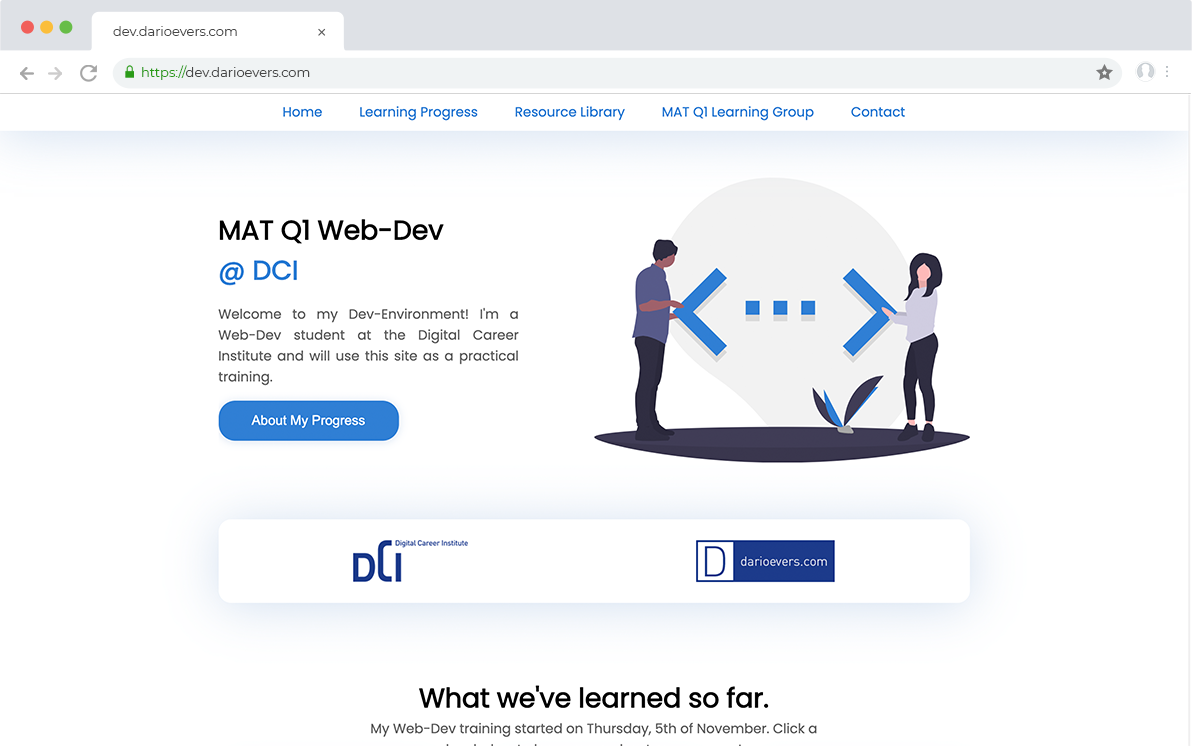 dev.darioevers.com
https://dev.darioevers.com
Home Learning Progress Resource Library MAT Q1 Learning Group Contact
MAT Q1 Web-Dev
@ DCI
Welcome to my Dev-Environment! I'm a
Web-Dev student at the Digital Career
Institute and will use this site as a practical
training.
About My Progress
DCI Digital Career Institute
D darioevers.com
What we've learned so far.
My Web-Dev training started on Thursday, 5th of November. Click a